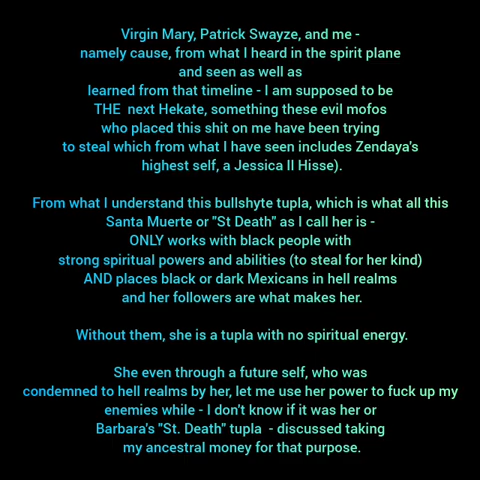 Virgin Mary, Patrick Swayze, and me -
namely cause, from what I heard in the spirit plane
and seen as well as
learned from that timeline - I am supposed to be
THE  next Hekate, something these evil mofos
who placed this shit on me have been trying
to steal which from what I have seen includes Zendaya's
highest self, a Jessica II Hisse).

From what I understand this bullshyte tupla, which is what all this
Santa Muerte or "St Death" as I call her is -
ONLY works with black people with
strong spiritual powers and abilities (to steal for her kind)
AND places black or dark Mexicans in hell realms
and her followers are what makes her.

Without them, she is a tupla with no spiritual energy.

She even through a future self, who was
condemned to hell realms by her, let me use her power to fuck up my
enemies while - I don't know if it was her or
Barbara's "St. Death" tupla  - discussed taking
my ancestral money for that purpose.